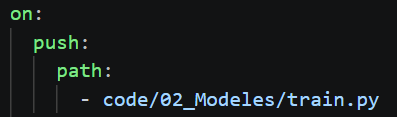 on:
  push:
    path:
      - code/02_Modeles/train.py